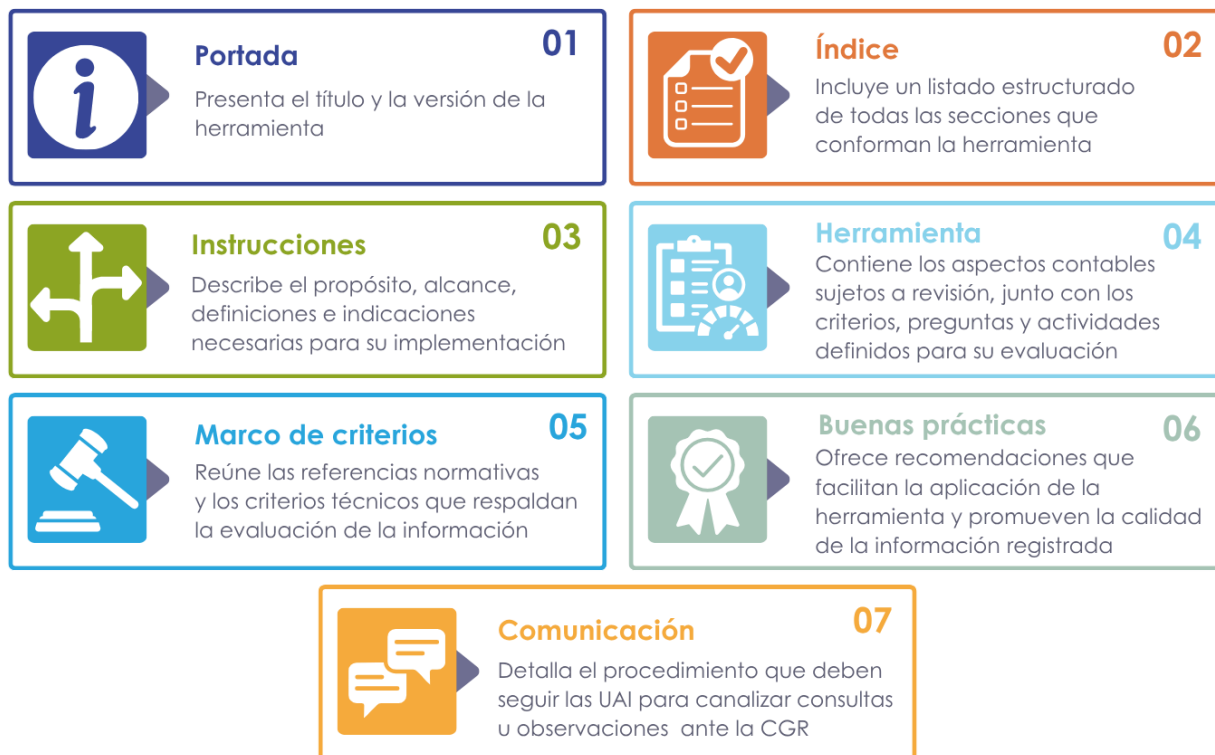 01
Portada
Presenta el título y la versión de la
herramienta
02
Índice
Incluye un listado estructurado
de todas las secciones que
conforman la herramienta
03
Instrucciones
Describe el propósito, alcance,
definiciones e indicaciones
necesarias para su implementación
04
Herramienta
Contiene los aspectos contables
sujetos a revisión, junto con los
criterios, preguntas y actividades
definidos para su evaluación
05
Marco de criterios
Reúne las referencias normativas
y los criterios técnicos que respaldan
la evaluación de la información
06
Buenas prácticas
Ofrece recomendaciones que
facilitan la aplicación de la
herramienta y promueven la calidad
de la información registrada
07
Comunicación
Detalla el procedimiento que deben
seguir las UAI para canalizar consultas
u observaciones ante la CGR